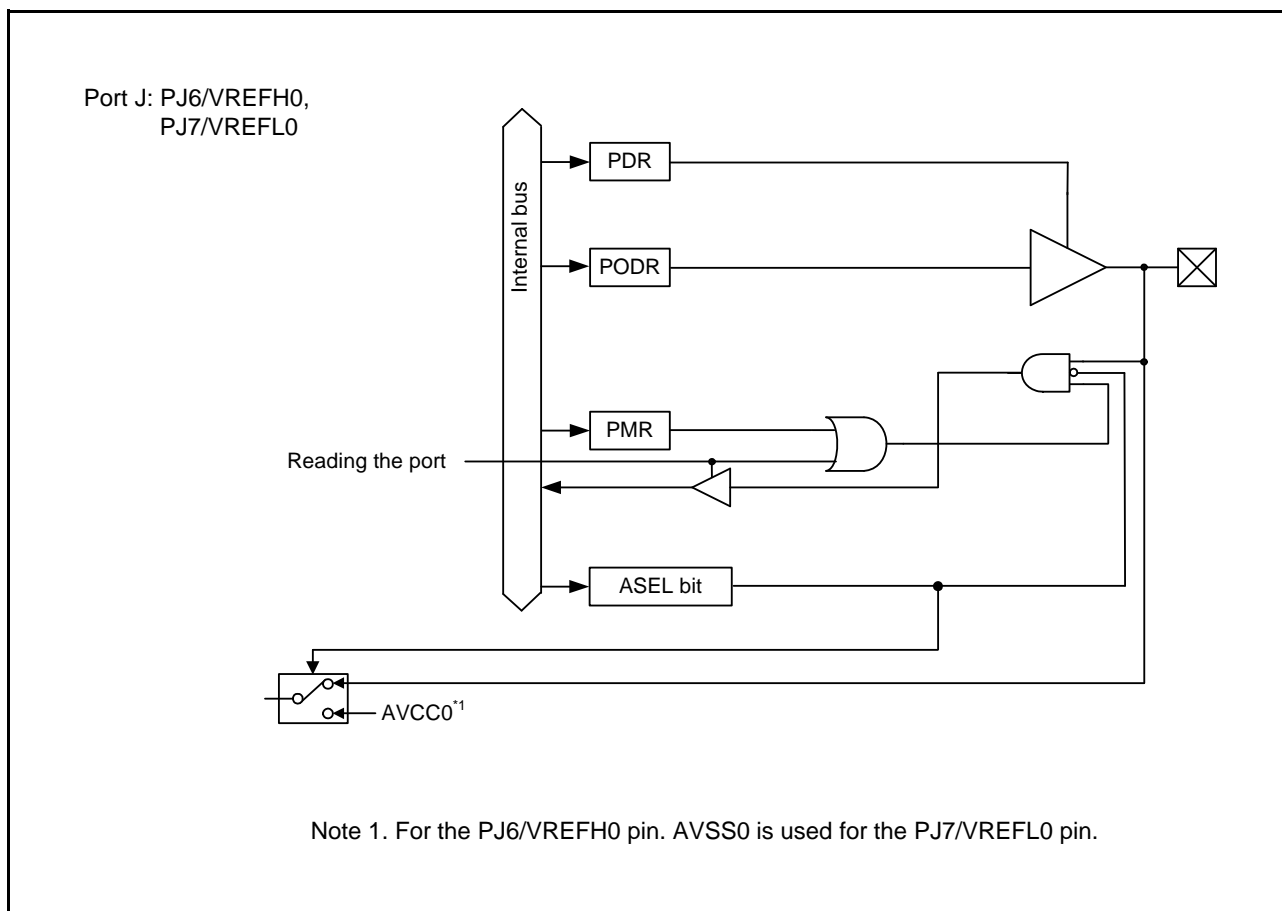 Port J: PJ6/VREFH0,
PJ7/VREFL0
Internal bus
PDR
PODR
PMR
Reading the port
ASEL bit
AVCC0*1
Note 1. For the PJ6/VREFH0 pin. AVSS0 is used for the PJ7/VREFL0 pin.